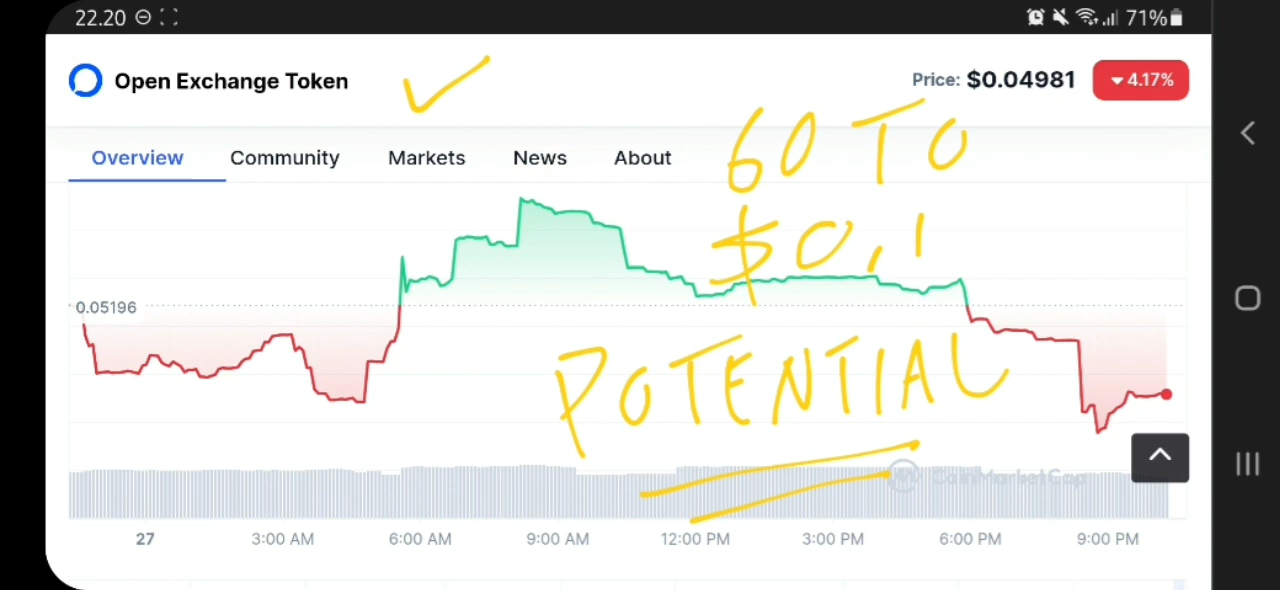 22.20 71%
Open Exchange Token Price: $0.04981 4.17%
Overview Community Markets News About
60 TO
$0,1
0.05196
POTENTIAL
CoinMarketCap
27 3:00 AM 6:00 AM 9:00 AM 12:00 PM 3:00 PM 6:00 PM 9:00 PM